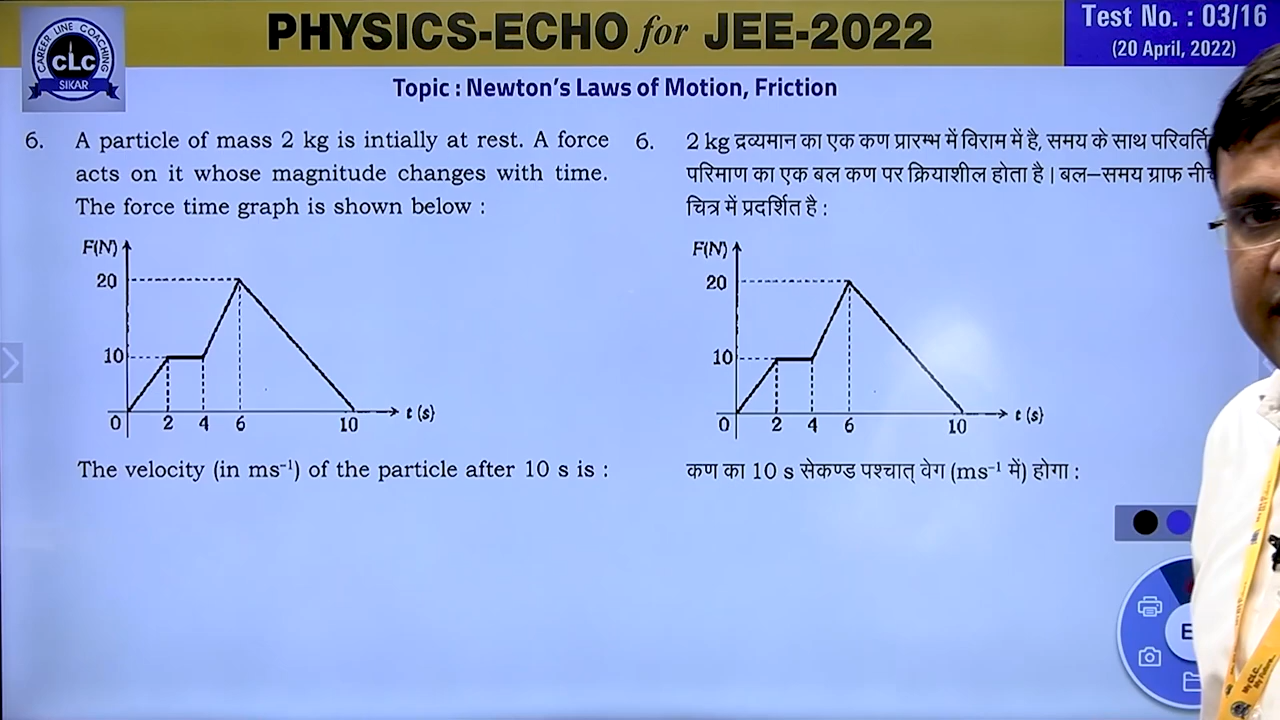 PHYSICS-ECHO for JEE-2022
Test No. : 03/16
(20 April, 2022)
CAREER LINE COACHING
CLC
SIKAR
Topic : Newton's Laws of Motion, Friction
6. A particle of mass 2 kg is intially at rest. A force
acts on it whose magnitude changes with time.
The force time graph is shown below :
F(N)
20
10
0 2 4 6 10 t (s)
The velocity (in ms⁻¹) of the particle after 10 s is :
6. 2 kg द्रव्यमान का एक कण प्रारम्भ में विराम में है, समय के साथ
परिमाण का एक बल कण पर क्रियाशील होता है। बल–समय ग्राफ
चित्र में प्रदर्शित है :
F(N)
20
10
0 2 4 6 10 t (s)
कण का 10 s सेकण्ड पश्चात् वेग (ms⁻¹ में) होगा :
E
My CLC...